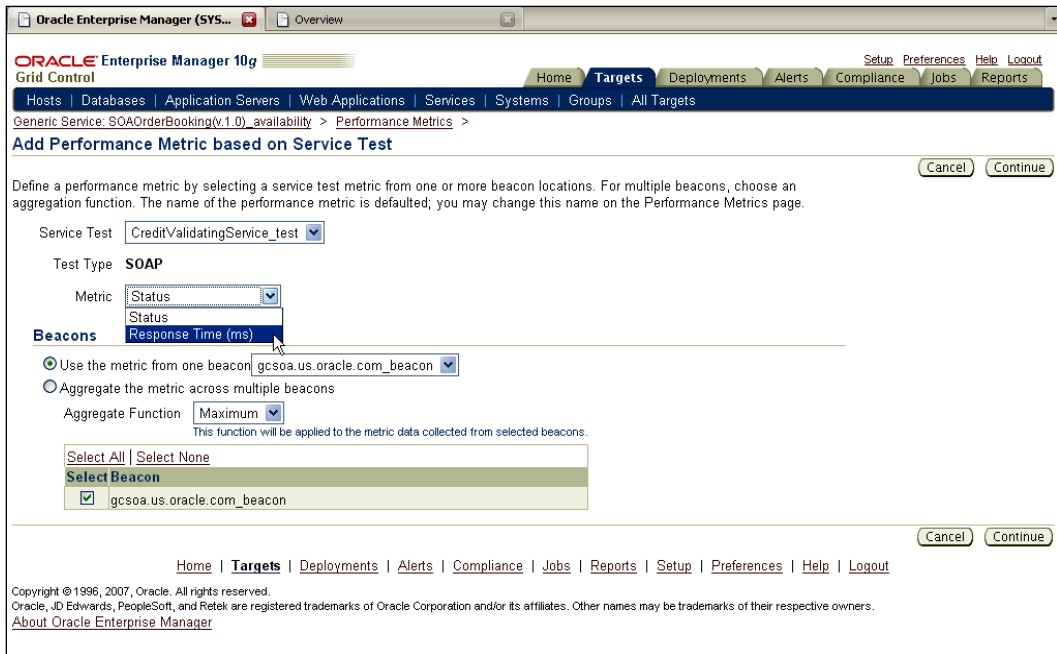 Oracle Enterprise Manager (SYS... Overview
ORACLE Enterprise Manager 10g
Grid Control
Setup Preferences Help Logout
Home Targets Deployments Alerts Compliance Jobs Reports
Hosts | Databases | Application Servers | Web Applications | Services | Systems | Groups | All Targets
Generic Service: SOAOrderBooking(v.1.0)_availability > Performance Metrics >
Add Performance Metric based on Service Test
Cancel Continue
Define a performance metric by selecting a service test metric from one or more beacon locations. For multiple beacons, choose an
aggregation function. The name of the performance metric is defaulted; you may change this name on the Performance Metrics page.
Service Test CreditValidatingService_test
Test Type SOAP
Metric Status
Status
Response Time (ms)
Beacons
Use the metric from one beacon gcsoa.us.oracle.com_beacon
Aggregate the metric across multiple beacons
Aggregate Function Maximum
This function will be applied to the metric data collected from selected beacons.
Select All | Select None
Select Beacon
gcsoa.us.oracle.com_beacon
Cancel Continue
Home | Targets | Deployments | Alerts | Compliance | Jobs | Reports | Setup | Preferences | Help | Logout
Copyright © 1996, 2007, Oracle. All rights reserved.
Oracle, JD Edwards, PeopleSoft, and Retek are registered trademarks of Oracle Corporation and/or its affiliates. Other names may be trademarks of their respective owners.
About Oracle Enterprise Manager